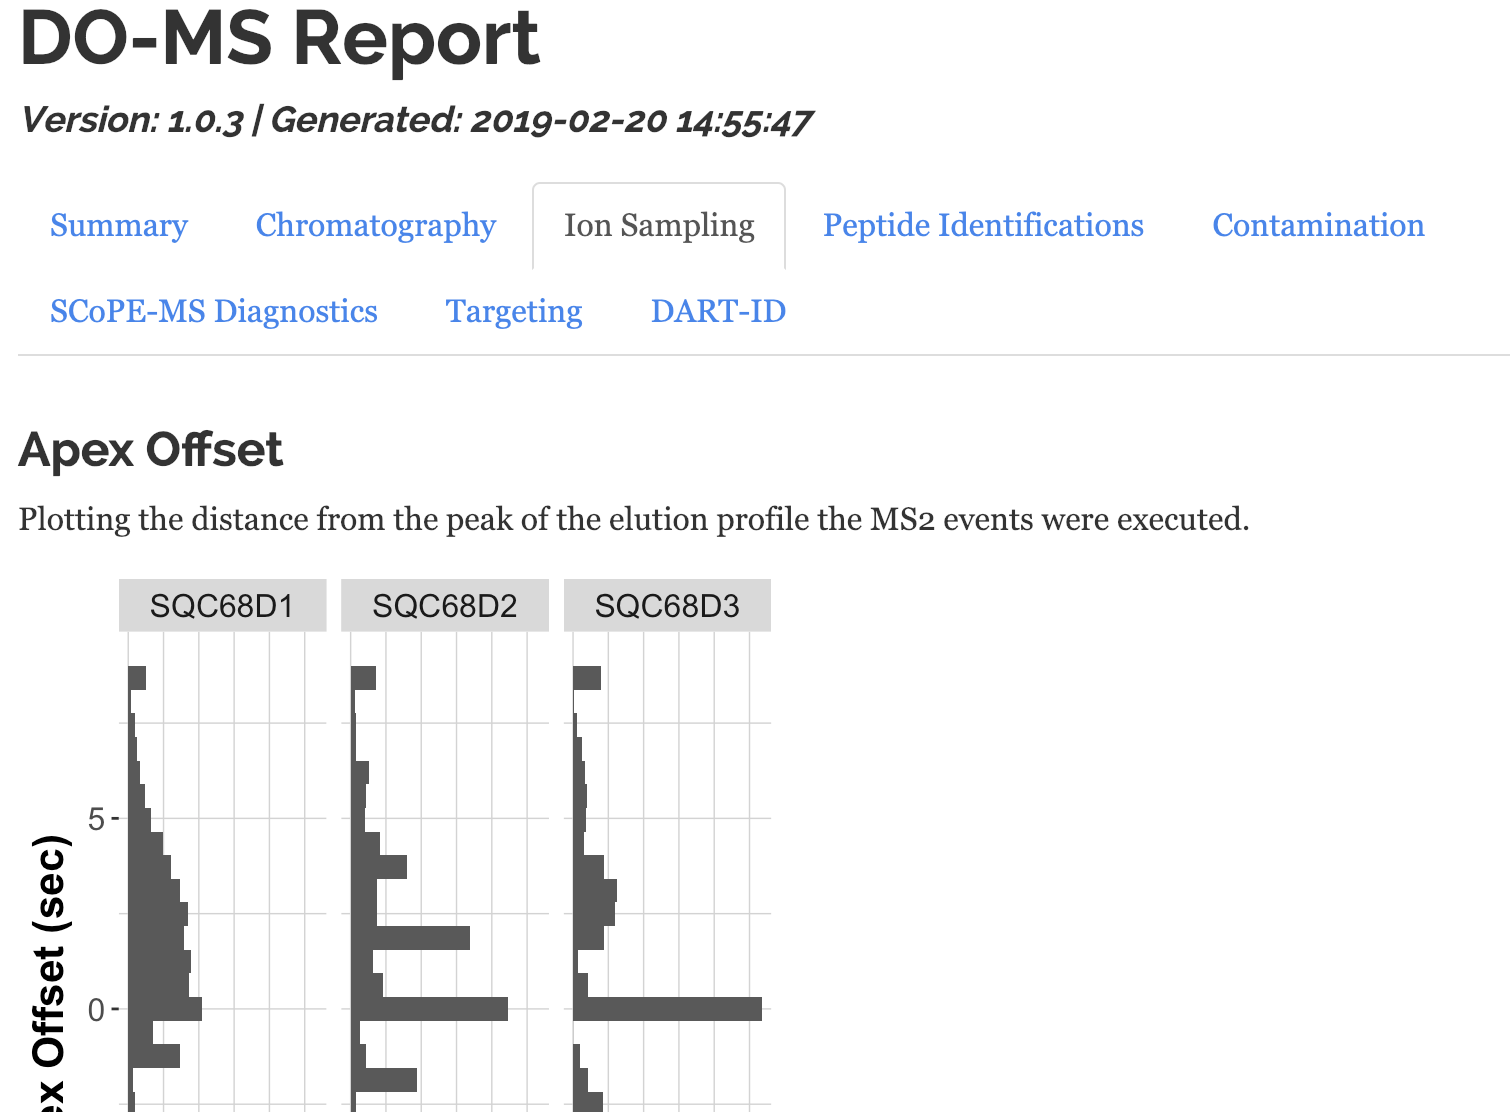 DO-MS Report
Version: 1.0.3 | Generated: 2019-02-20 14:55:47
Summary Chromatography Ion Sampling Peptide Identifications Contamination
SCoPE-MS Diagnostics Targeting DART-ID
Apex Offset
Plotting the distance from the peak of the elution profile the MS2 events were executed.
SQC68D1 SQC68D2 SQC68D3
5
0
ex Offset (sec)